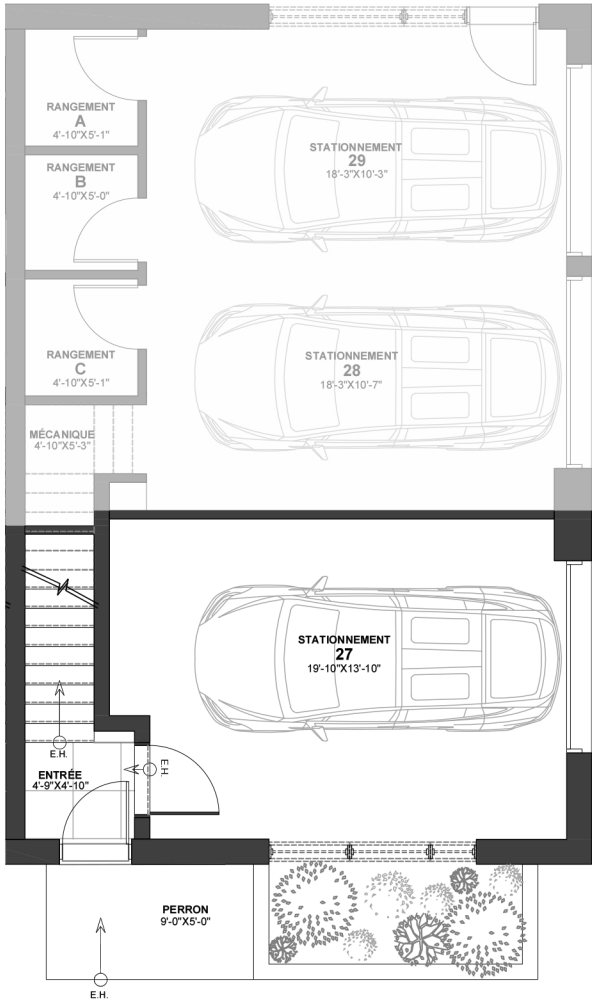 RANGEMENT
A
4'-10"X5'-1"
RANGEMENT
B
4'-10"X5'-0"
STATIONNEMENT
29
18'-3"X10'-3"
RANGEMENT
C
4'-10"X5'-1"
STATIONNEMENT
28
18'-3"X10'-7"
MÉCANIQUE
4'-10"X5'-3"
STATIONNEMENT
27
19'-10"X13'-10"
E.H.
E.H.
ENTRÉE
4'-9"X4'-10"
PERRON
9'-0"X5'-0"
E.H.